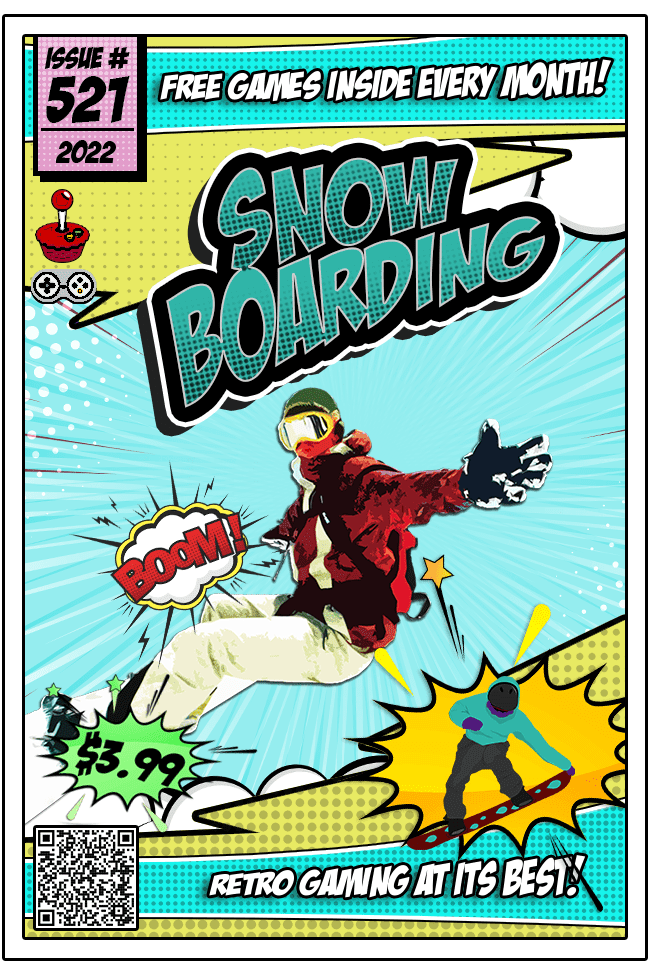 ISSUE #
521
2022
FREE GAMES INSIDE EVERY MONTH!
SNOW
BOARDING
BOOM!
$3.99
RETRO GAMING AT ITS BEST!